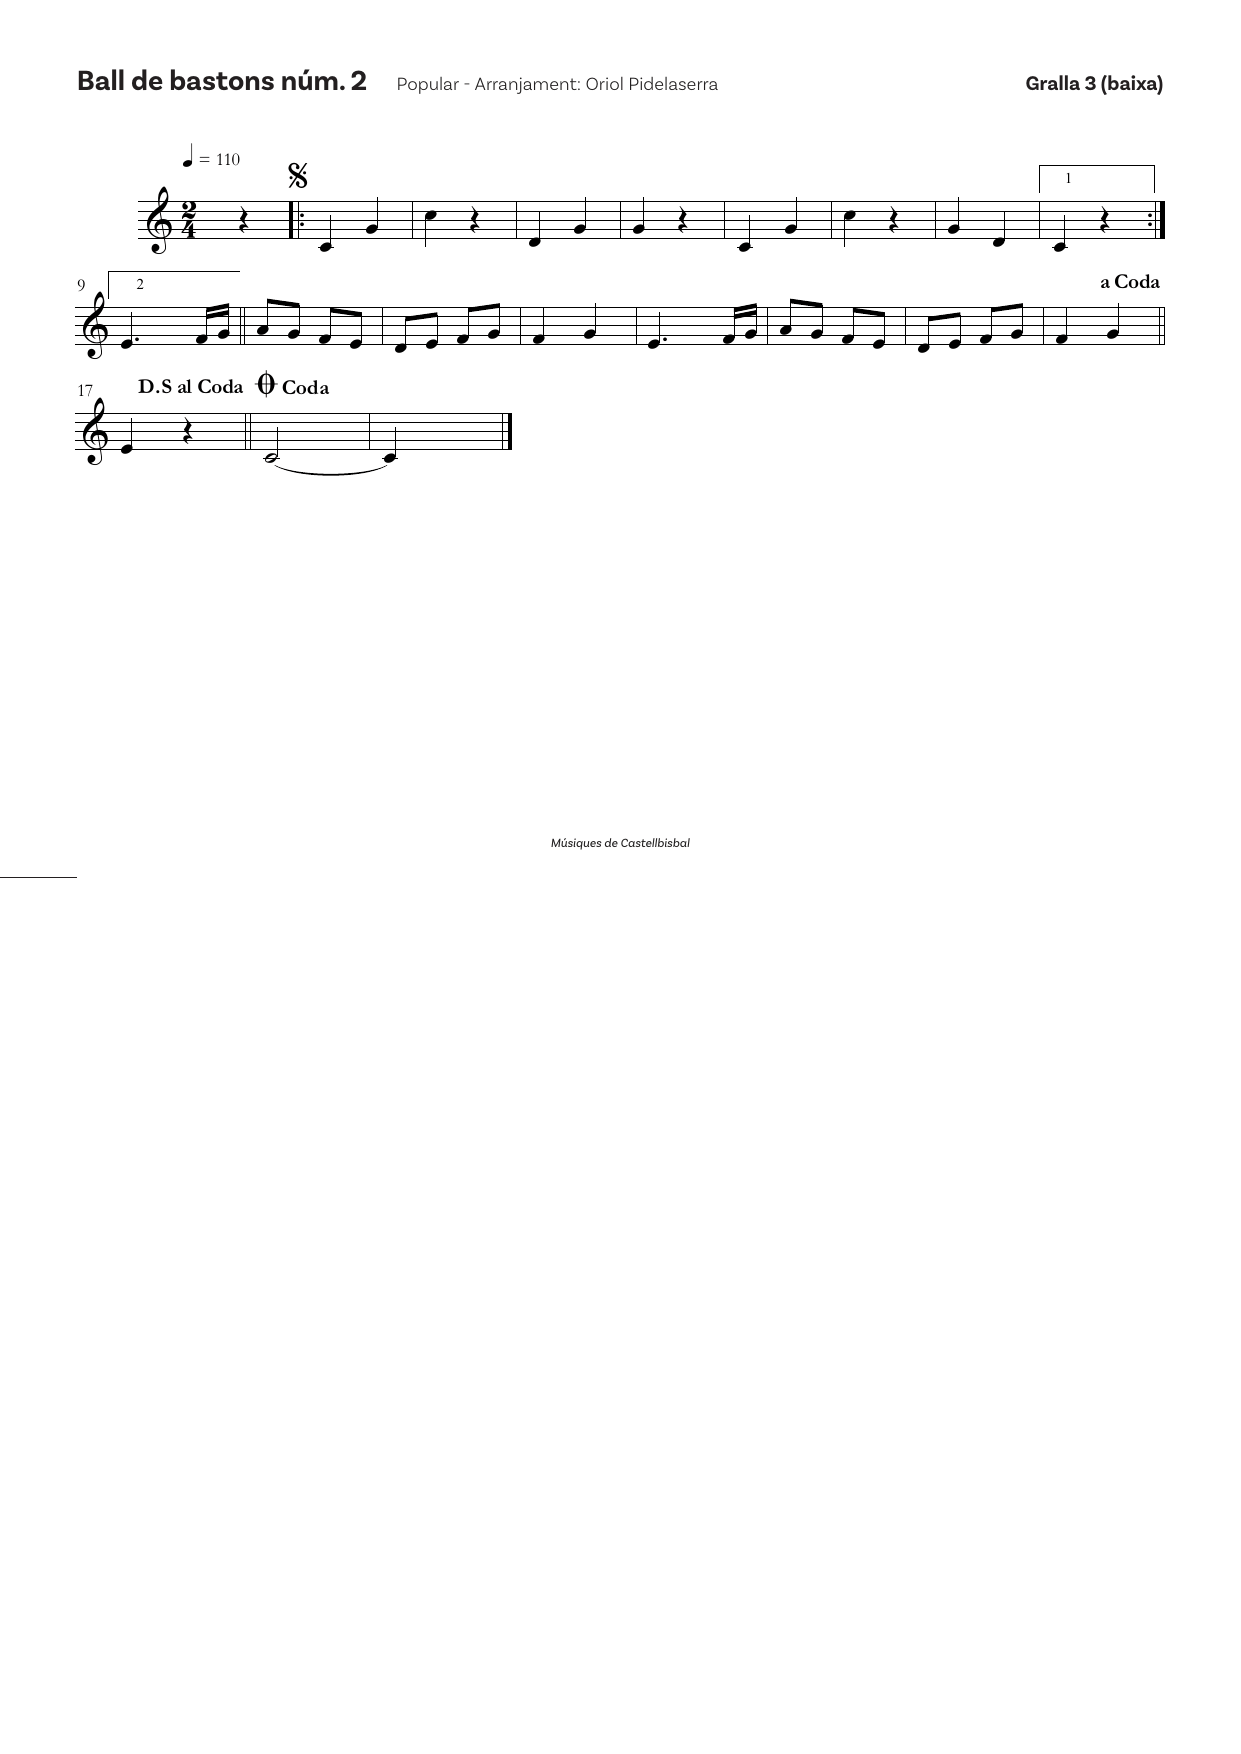 Ball de bastons núm. 2 Popular - Arranjament: Oriol Pidelaserra Gralla 3 (baixa)
= 110
1
2
4
9 2 a Coda
17 D.S al Coda Coda
Músiques de Castellbisbal